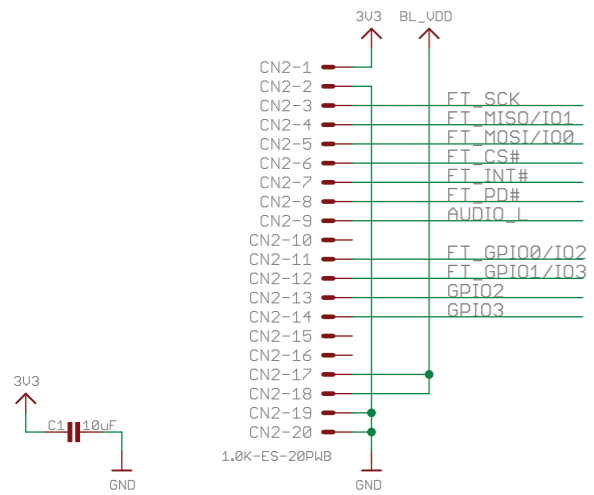 3V3 BL_VDD
CN2-1
CN2-2
CN2-3 FT_SCK
CN2-4 FT_MISO/IO1
CN2-5 FT_MOSI/IO0
CN2-6 FT_CS#
CN2-7 FT_INT#
CN2-8 FT_PD#
CN2-9 AUDIO_L
CN2-10
CN2-11 FT_GPIO0/IO2
CN2-12 FT_GPIO1/IO3
CN2-13 GPIO2
CN2-14 GPIO3
CN2-15
CN2-16
CN2-17
CN2-18
CN2-19
CN2-20
1.0K-ES-20PWB
GND
3V3
C1 10uF
GND